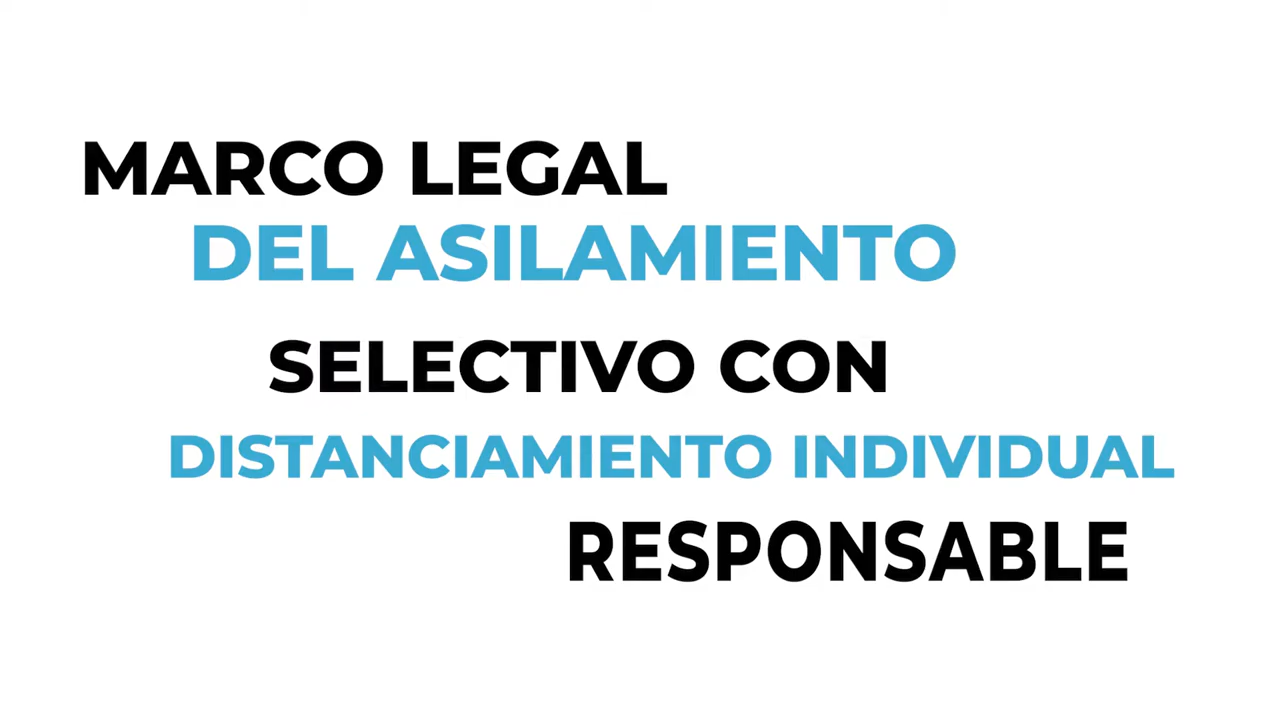 MARCO LEGAL
DEL ASILAMIENTO
SELECTIVO CON
DISTANCIAMIENTO INDIVIDUAL
RESPONSABLE